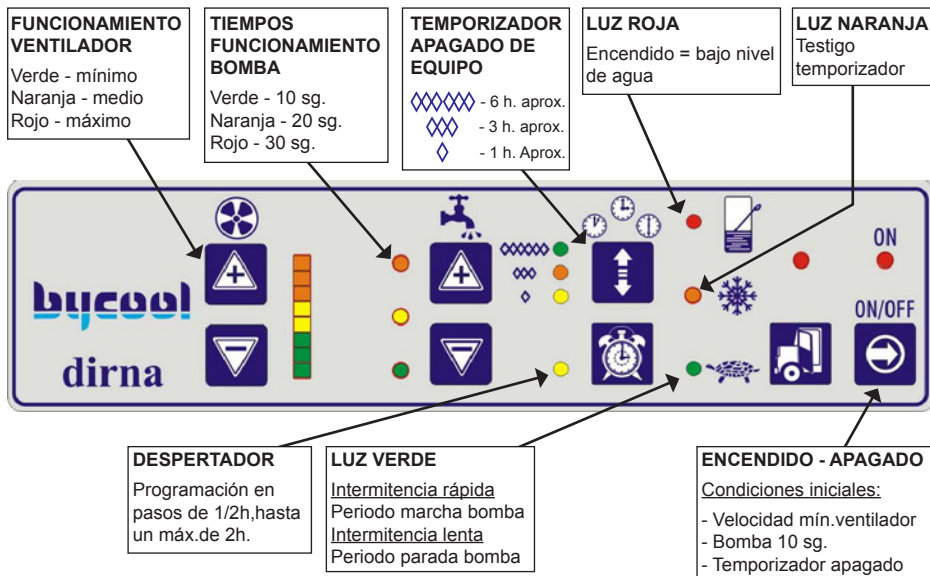 FUNCIONAMIENTO
VENTILADOR
Verde - mínimo
Naranja - medio
Rojo - máximo
TIEMPOS
FUNCIONAMIENTO
BOMBA
Verde - 10 sg.
Naranja - 20 sg.
Rojo - 30 sg.
TEMPORIZADOR
APAGADO DE
EQUIPO
- 6 h. aprox.
- 3 h. aprox.
- 1 h. Aprox.
LUZ ROJA
Encendido = bajo nivel
de agua
LUZ NARANJA
Testigo
temporizador
bycool
dirna
ON
ON/OFF
DESPERTADOR
Programación en
pasos de 1/2h,hasta
un máx.de 2h.
LUZ VERDE
Intermitencia rápida
Periodo marcha bomba
Intermitencia lenta
Periodo parada bomba
ENCENDIDO - APAGADO
Condiciones iniciales:
- Velocidad mín.ventilador
- Bomba 10 sg.
- Temporizador apagado